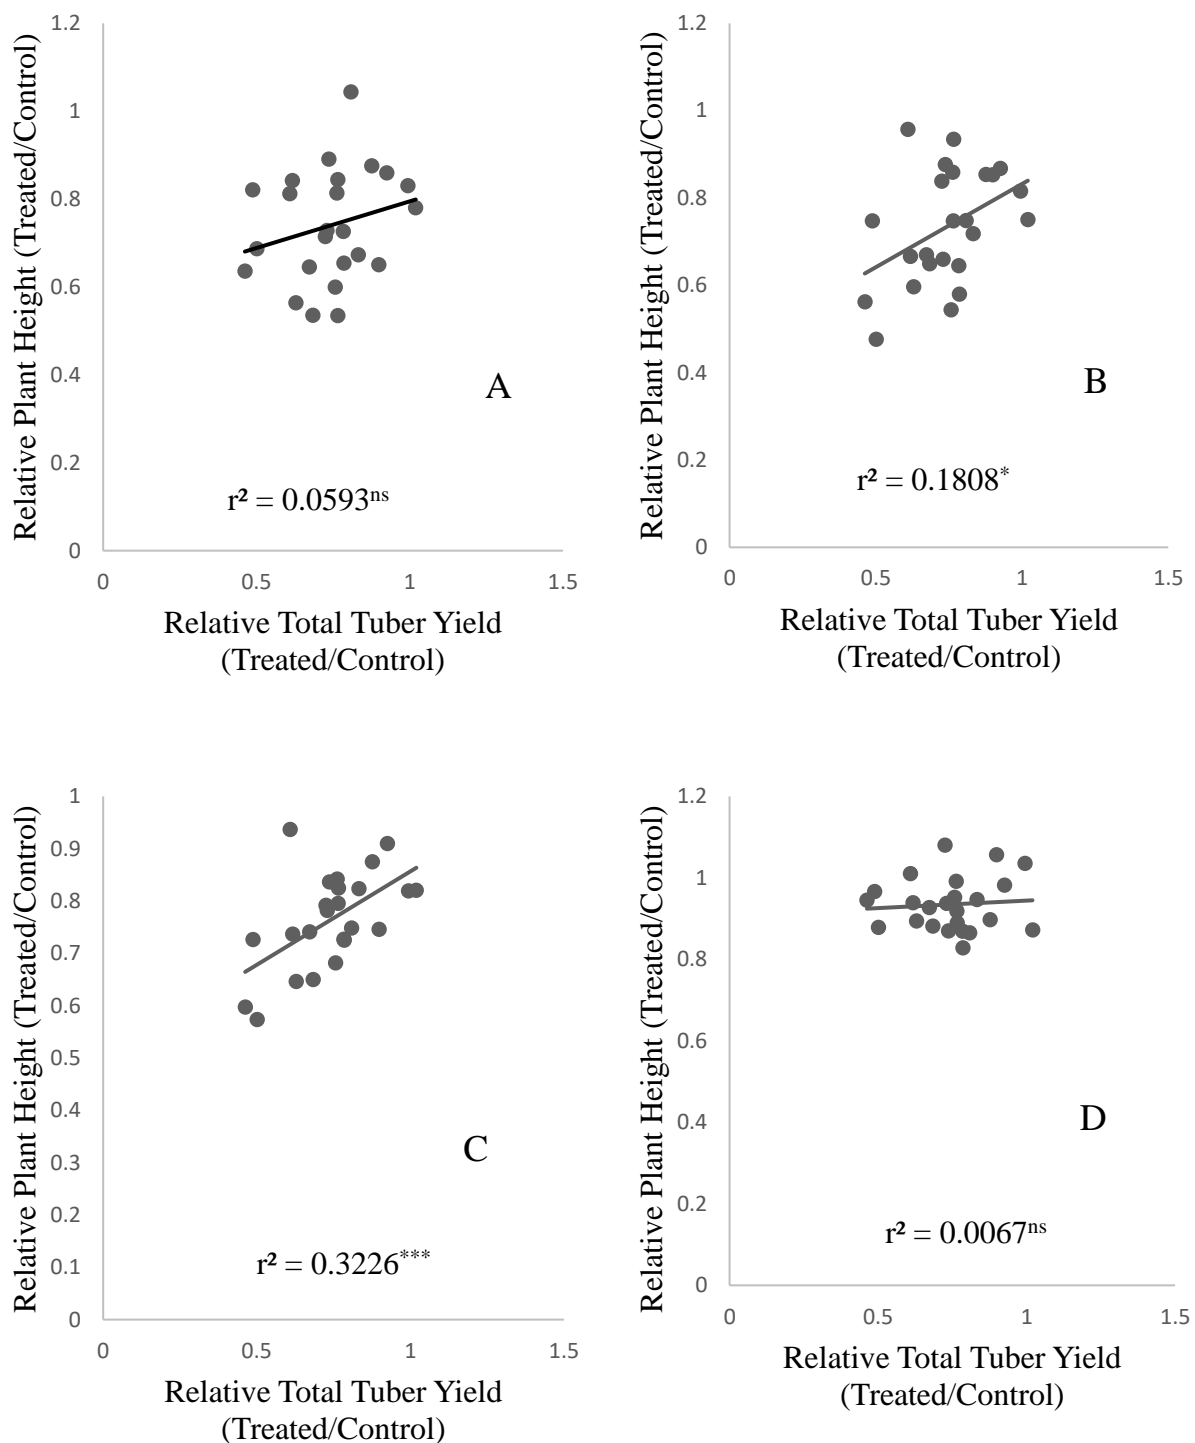 Relative Plant Height (Treated/Control)
1.2
1
0.8
0.6
0.4
0.2
0
A
r² = 0.0593ns
0 0.5 1 1.5
Relative Total Tuber Yield
(Treated/Control)
Relative Plant Height (Treated/Control)
1.2
1
0.8
0.6
0.4
0.2
0
B
r² = 0.1808*
0 0.5 1 1.5
Relative Total Tuber Yield
(Treated/Control)
Relative Plant Height (Treated/Control)
1
0.9
0.8
0.7
0.6
0.5
0.4
0.3
0.2
0.1
0
C
r² = 0.3226***
0 0.5 1 1.5
Relative Total Tuber Yield
(Treated/Control)
Relative Plant Height (Treated/Control)
1.2
1
0.8
0.6
0.4
0.2
0
D
r² = 0.0067ns
0 0.5 1 1.5
Relative Total Tuber Yield
(Treated/Control)